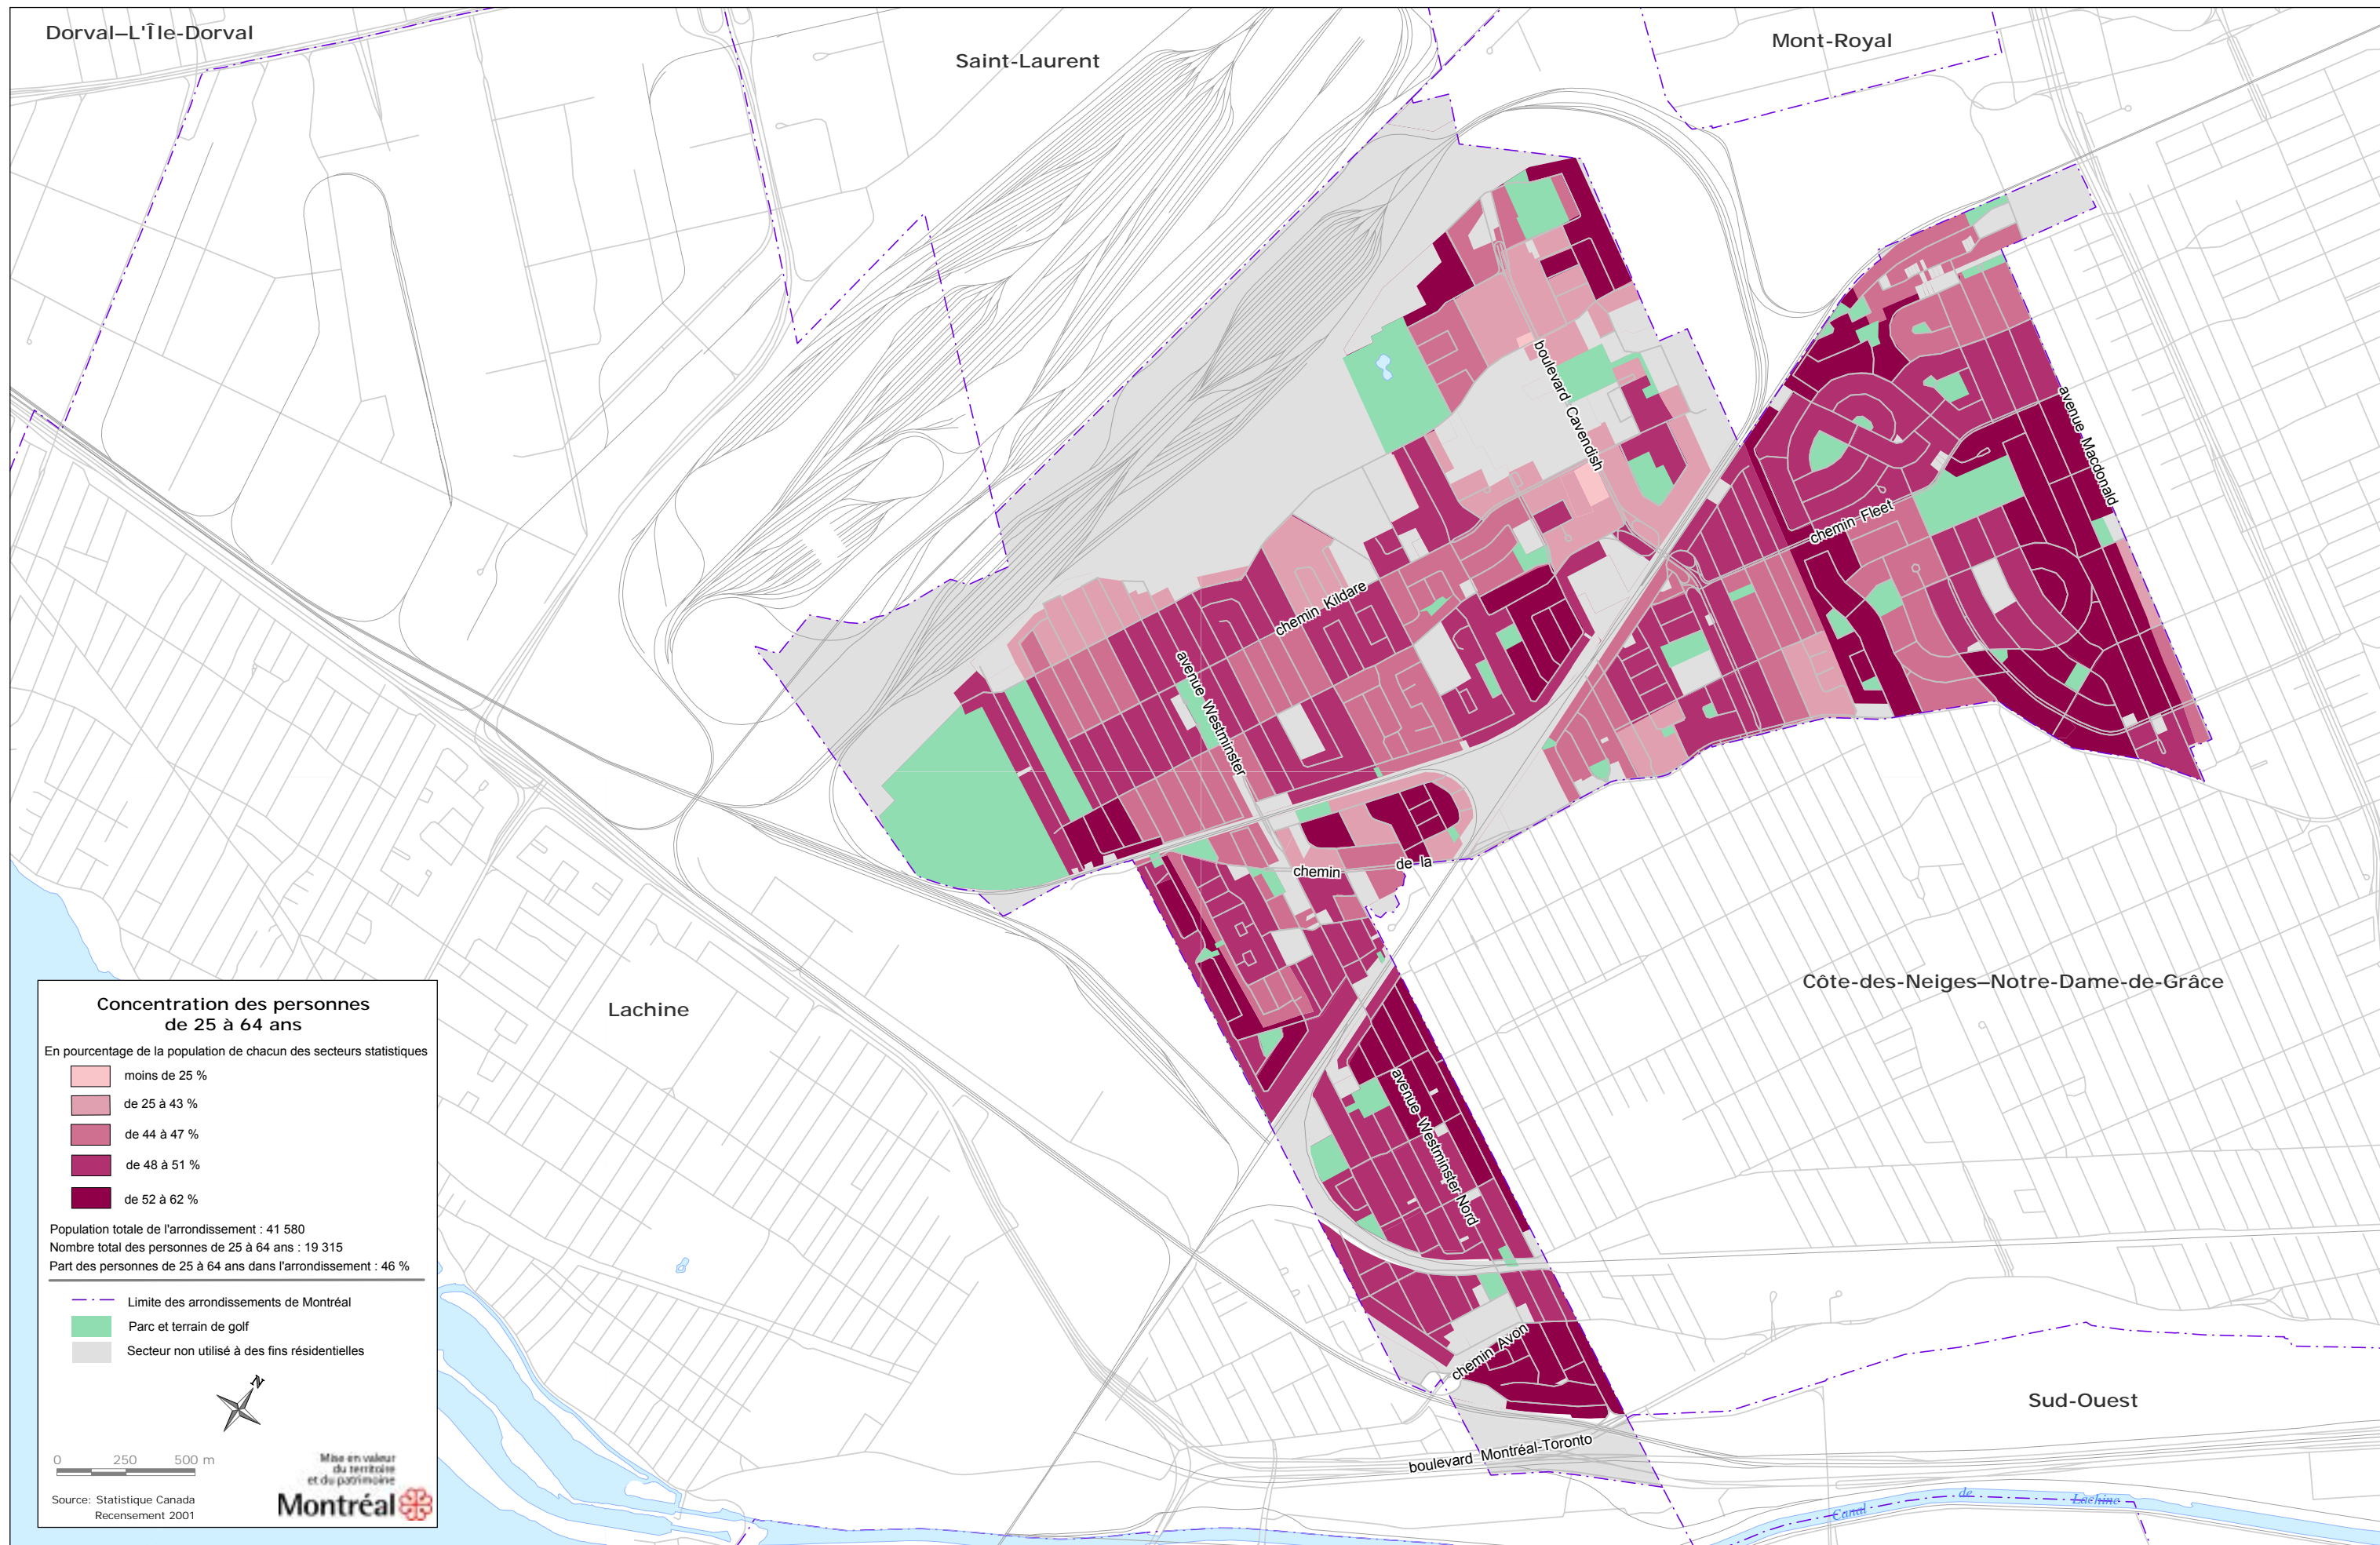 Dorval–L'Île-Dorval
Saint-Laurent
Mont-Royal
boulevard Cavendish
avenue Macdonald
chemin Fleet
chemin Kildare
avenue Westminster
chemin de la
Côte-des-Neiges–Notre-Dame-de-Grâce
Lachine
avenue Westminster Nord
chemin Avon
boulevard Montréal-Toronto
Sud-Ouest
Canal de Lachine
Concentration des personnes
de 25 à 64 ans
En pourcentage de la population de chacun des secteurs statistiques
moins de 25 %
de 25 à 43 %
de 44 à 47 %
de 48 à 51 %
de 52 à 62 %
Population totale de l'arrondissement : 41 580
Nombre total des personnes de 25 à 64 ans : 19 315
Part des personnes de 25 à 64 ans dans l'arrondissement : 46 %
Limite des arrondissements de Montréal
Parc et terrain de golf
Secteur non utilisé à des fins résidentielles
N
0 250 500 m
Mise en valeur
du territoire
et du patrimoine
Montréal
Source: Statistique Canada
Recensement 2001